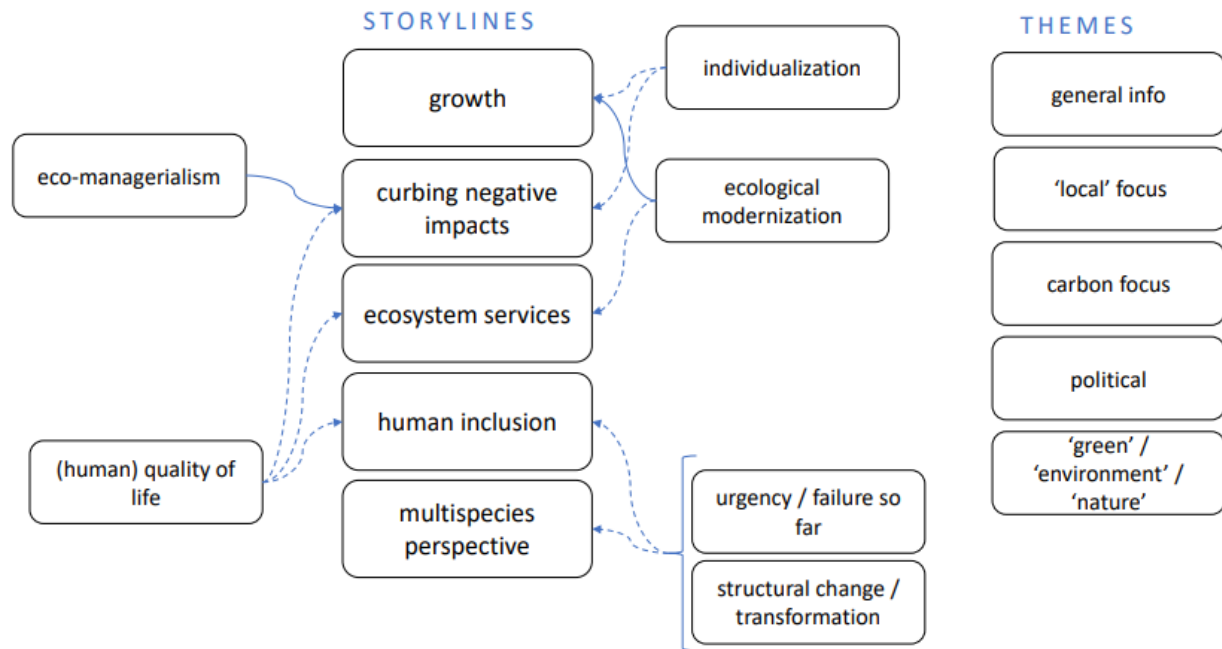 STORYLINES
THEMES
growth
individualization
general info
eco-managerialism
curbing negative
impacts
ecological
modernization
‘local’ focus
ecosystem services
carbon focus
human inclusion
political
(human) quality of
life
multispecies
perspective
urgency / failure so
far
structural change /
transformation
‘green’ /
‘environment’ /
‘nature’